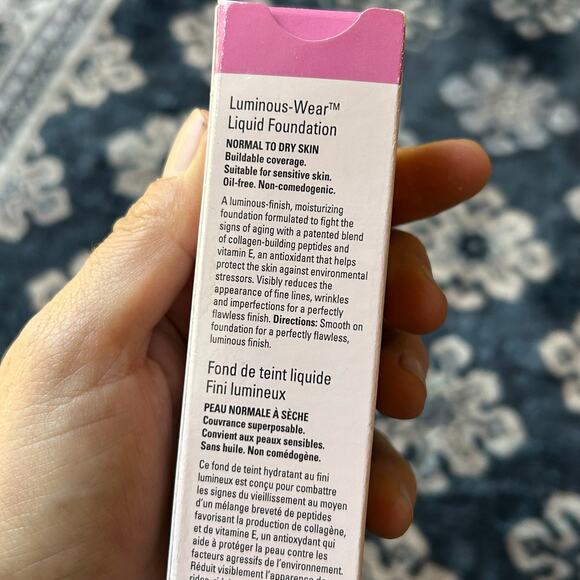 Luminous-Wear™
Liquid Foundation
NORMAL TO DRY SKIN
Buildable coverage.
Suitable for sensitive skin.
Oil-free. Non-comedogenic.
A luminous-finish, moisturizing
foundation formulated to fight the
signs of aging with a patented blend
of collagen-building peptides and
vitamin E, an antioxidant that helps
protect the skin against environmental
stressors. Visibly reduces the
appearance of fine lines, wrinkles
and imperfections for a perfectly
flawless finish. Directions: Smooth on
foundation for a perfectly flawless,
luminous finish.
Fond de teint liquide
Fini lumineux
PEAU NORMALE À SÈCHE
Couvrance superposable.
Convient aux peaux sensibles.
Sans huile. Non comédogène.
Ce fond de teint hydratant au fini
lumineux est conçu pour combattre
les signes du vieillissement au moyen
d'un mélange breveté de peptides
favorisant la production de collagène,
et de vitamine E, un antioxydant qui
aide à protéger la peau contre les
facteurs agressifs de l'environnement.
Réduit visiblement l'apparence